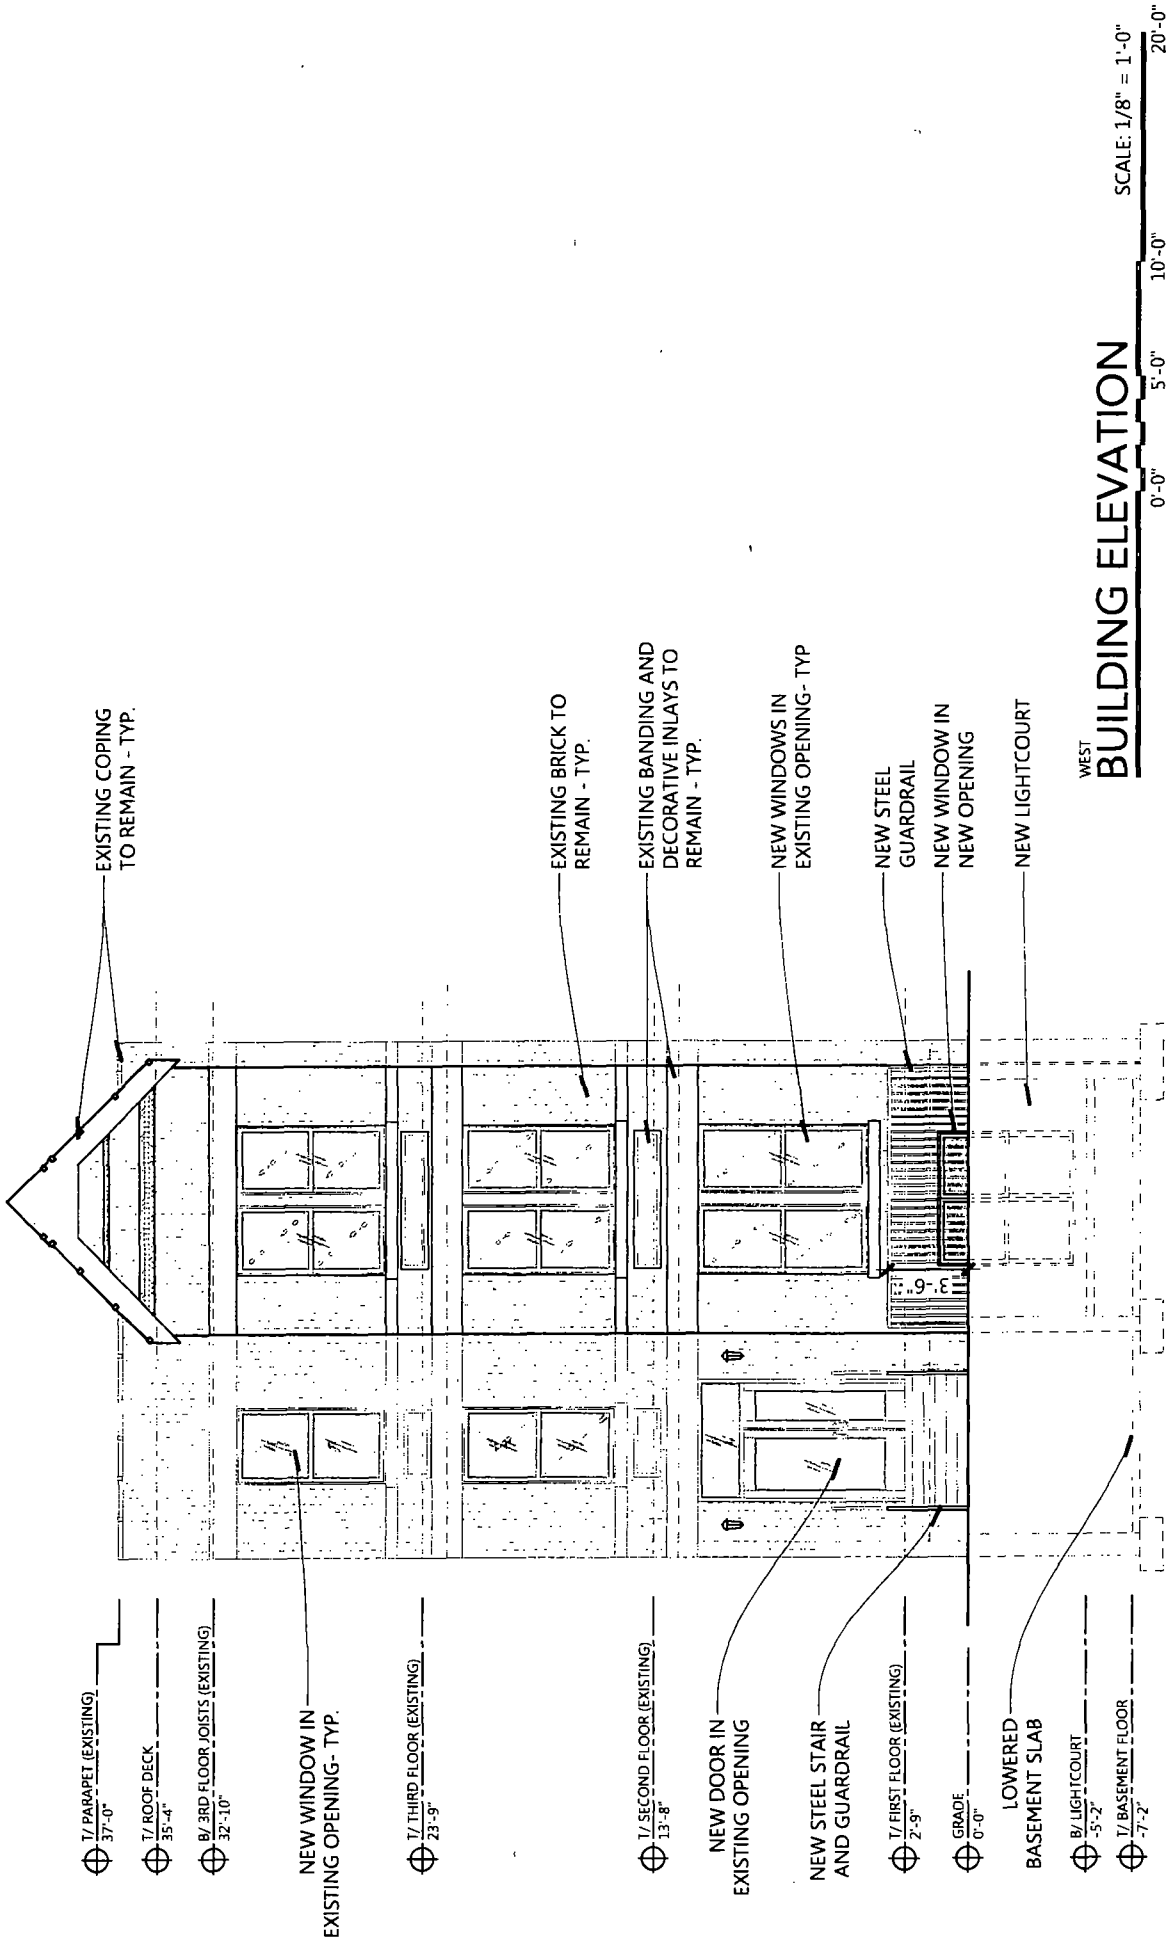 T/ PARAPET (EXISTING)
37'-0"
T/ ROOF DECK
35'-4"
B/ 3RD FLOOR JOISTS (EXISTING)
32'-10"
NEW WINDOW IN
EXISTING OPENING- TYP.
T/ THIRD FLOOR (EXISTING)
23'-9"
T/ SECOND FLOOR (EXISTING)
13'-8"
NEW DOOR IN
EXISTING OPENING
NEW STEEL STAIR
AND GUARDRAIL
T/ FIRST FLOOR (EXISTING)
2'-9"
GRADE
0'-0"
LOWERED
BASEMENT SLAB
B/ LIGHTCOURT
-5'-2"
T/ BASEMENT FLOOR
-7'-2"
3'-6"
EXISTING COPING
TO REMAIN - TYP.
EXISTING BRICK TO
REMAIN - TYP.
EXISTING BANDING AND
DECORATIVE INLAYS TO
REMAIN - TYP.
NEW WINDOWS IN
EXISTING OPENING- TYP
NEW STEEL
GUARDRAIL
NEW WINDOW IN
NEW OPENING
NEW LIGHTCOURT
WEST
BUILDING ELEVATION
SCALE: 1/8" = 1'-0"
0'-0" 5'-0" 10'-0" 20'-0"